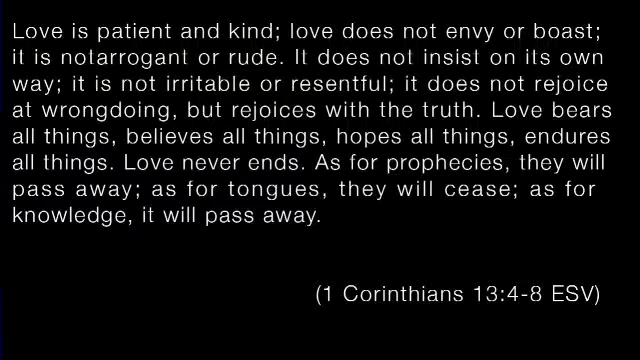 Love is patient and kind; love does not envy or boast;
it is notarrogant or rude. It does not insist on its own
way; it is not irritable or resentful; it does not rejoice
at wrongdoing, but rejoices with the truth. Love bears
all things, believes all things, hopes all things, endures
all things. Love never ends. As for prophecies, they will
pass away; as for tongues, they will cease; as for
knowledge, it will pass away.
(1 Corinthians 13:4-8 ESV)